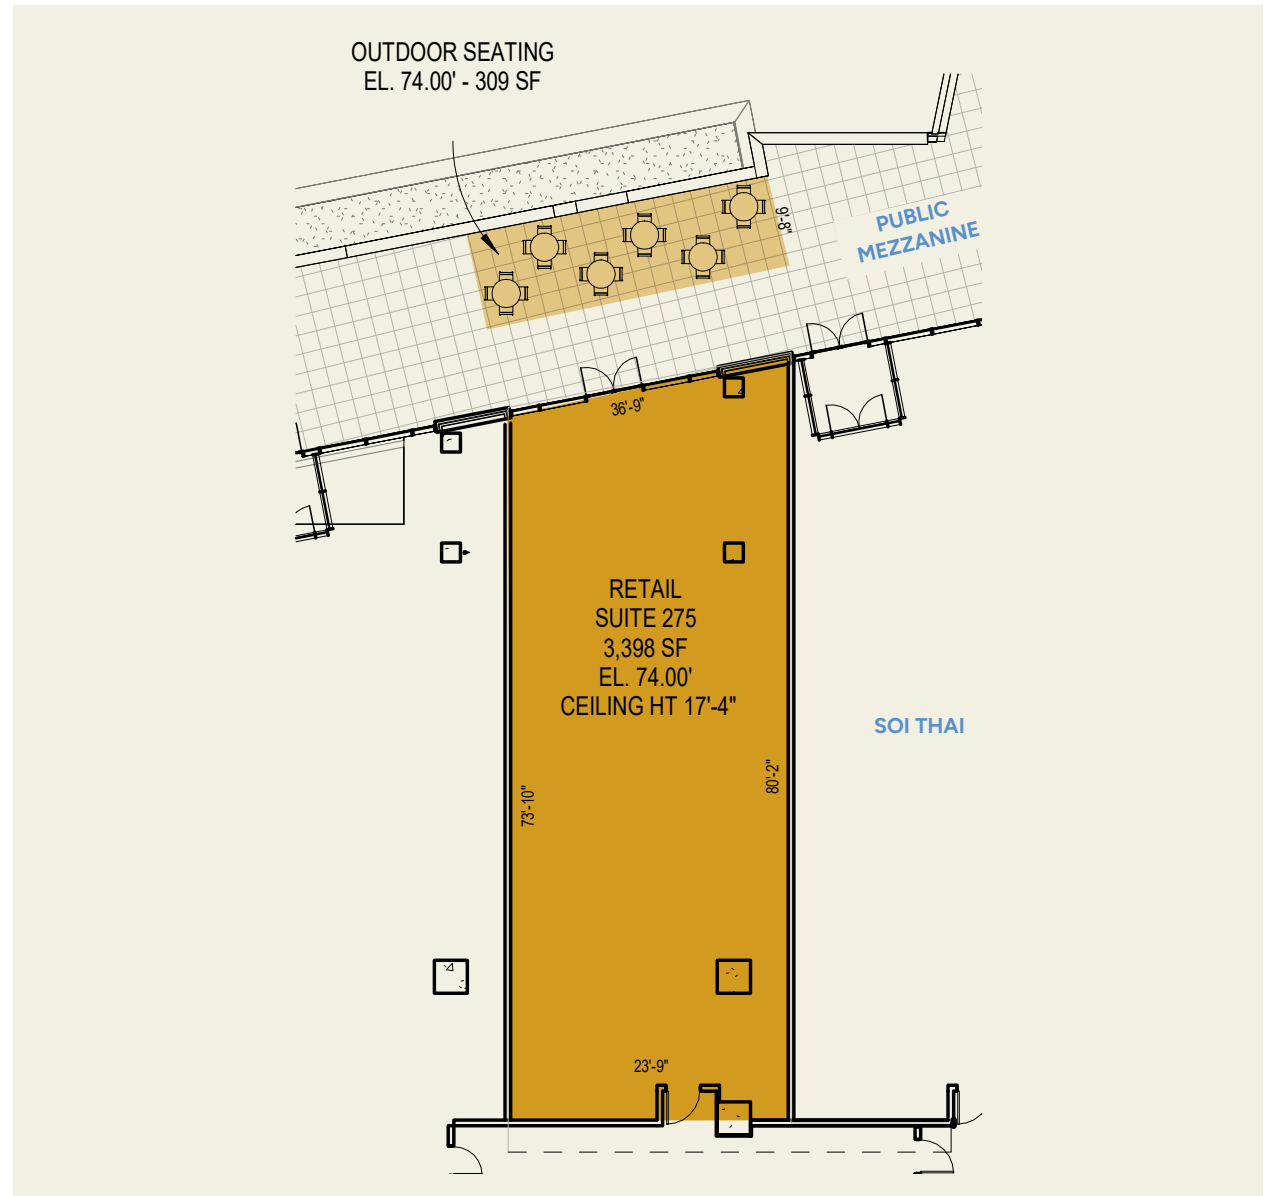 OUTDOOR SEATING
EL. 74.00' - 309 SF
9'-8"
PUBLIC
MEZZANINE
36'-9"
RETAIL
SUITE 275
3,398 SF
EL. 74.00'
CEILING HT 17'-4"
SOI THAI
80'-2"
73'-10"
23'-9"